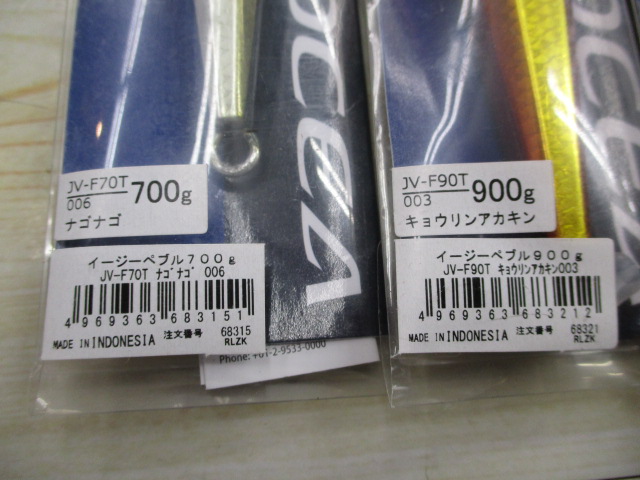 OCEA
JV-F70T
006
700g
ナゴナゴ
イージーペブル700g
JV-F70T ナゴナゴ 006
4 969363 683151
MADE IN INDONESIA 注文番号 68315
RLZK
OCEA
JV-F90T
003
900g
キョウリンアカキン
イージーペブル900g
JV-F90T キョウリンアカキン003
4 969363 683212
MADE IN INDONESIA 注文番号 68321
RLZK